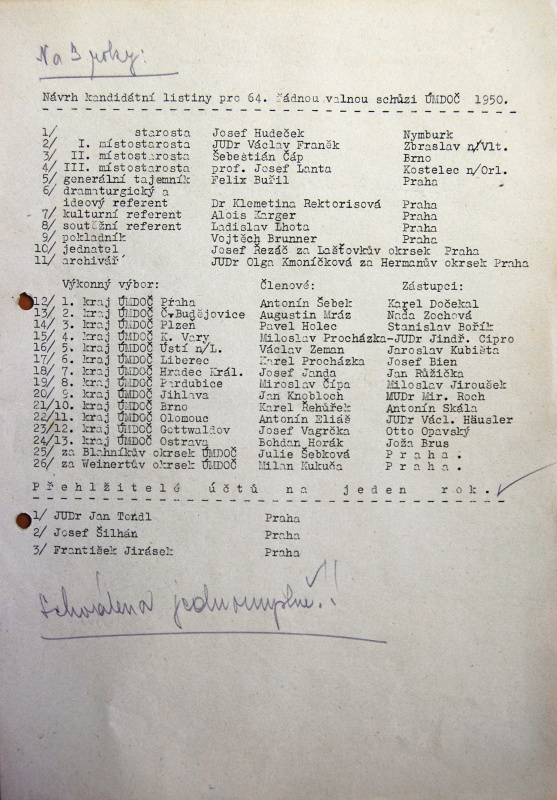 Na 3 roky:
Návrh kandidátní listiny pro 64. řádnou valnou schůzi ÚMDOČ 1950.
1/ starosta Josef Hudeček Nymburk
2/ I. místostarosta JUDr Václav Franěk Zbraslav n/Vlt.
3/ II. místostarosta Šebestián Čáp Brno
4/ III. místostarosta prof. Josef Lanta Kostelec n/Orl.
5/ generální tajemník Felix Buřil Praha
6/ dramaturgický a
ideový referent Dr Klemetina Rektorisová Praha
7/ kulturní referent Alois Karger Praha
8/ soutěžní referent Ladislav Lhota Praha
9/ pokladník Vojtěch Brunner Praha
10/ jednatel Josef Řezáč za Laštovkův okrsek Praha
11/ archivář JUDr Olga Kmoníčková za Heřmanův okrsek Praha
Výkonný výbor: Členové: Zástupci:
12/ 1. kraj ÚMDOČ Praha Antonín Šebek Karel Dočekal
13/ 2. kraj ÚMDOČ Č.Budějovice Augustin Mráz Naďa Zochová
14/ 3. kraj ÚMDOČ Plzeň Pavel Holec Stanislav Bořík
15/ 4. kraj ÚMDOČ K. Vary Miloslav Procházka-JUDr Jindř. Cipro
16/ 5. kraj ÚMDOČ Ústí n/L. Václav Zeman Jaroslav Kubišta
17/ 6. kraj ÚMDOČ Liberec Karel Procházka Josef Bien
18/ 7. kraj ÚMDOČ Hradec Král. Josef Janda Jan Růžička
19/ 8. kraj ÚMDOČ Pardubice Miroslav Čípa Miloslav Jiroušek
20/ 9. kraj ÚMDOČ Jihlava Jan Knobloch MUDr Mir. Roch
21/10. kraj ÚMDOČ Brno Karel Řehůřek Antonín Skála
22/11. kraj ÚMDOČ Olomouc Antonín Eliáš JUDr Václ. Häusler
23/12. kraj ÚMDOČ Gottwaldov Josef Vagrčka Otto Opavský
24/13. kraj ÚMDOČ Ostrava Bohdan Horák Joža Brus
25/ za Blahníkův okrsek ÚMDOČ Julie Šebková Praha.
26/ za Weinertův okrsek ÚMDOČ Milan Kukuča Praha.
Přehlížitelé účtů na jeden rok.
1/ JUDr Jan Tendl Praha
2/ Josef Šilhán Praha
3/ František Jirásek Praha
Schválena jednomyslně!!